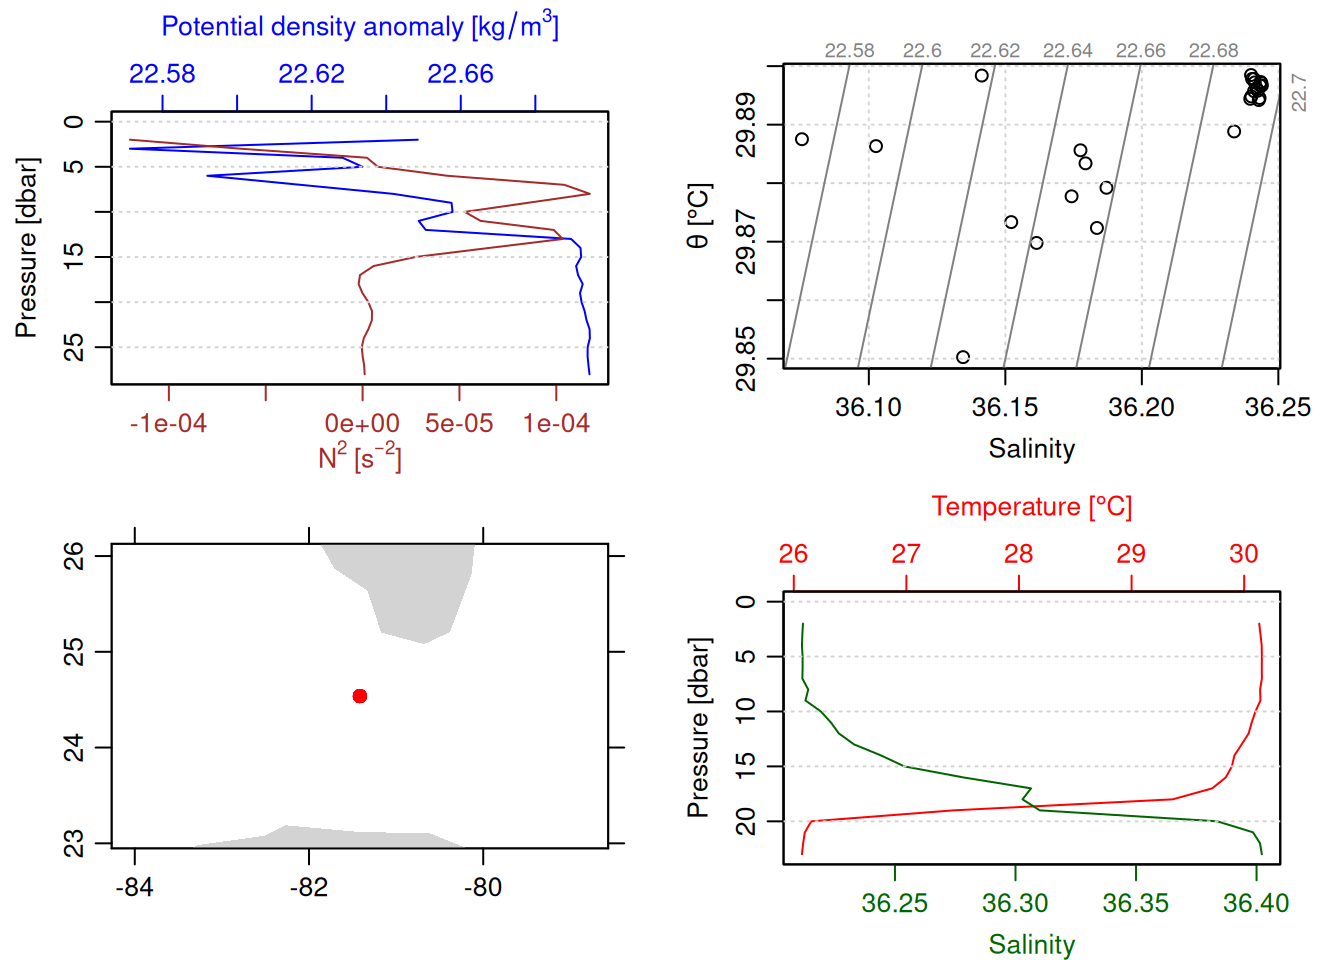 Potential density anomaly [kg/m³]
22.58 22.62 22.66
0
5
15
25
Pressure [dbar]
-1e-04 0e+00 5e-05 1e-04
N² [s⁻²]
22.58 22.6 22.62 22.64 22.66 22.68
22.7
29.89
29.87
29.85
θ [°C]
36.10 36.15 36.20 36.25
Salinity
26
25
24
23
-84 -82 -80
Temperature [°C]
26 27 28 29 30
0
5
10
15
20
Pressure [dbar]
36.25 36.30 36.35 36.40
Salinity